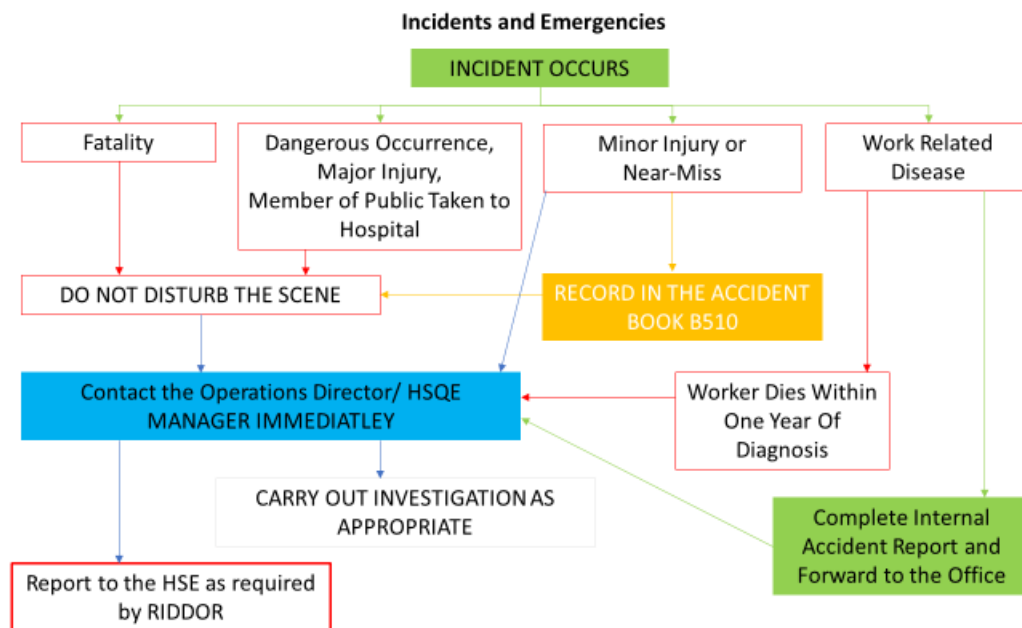 Incidents and Emergencies
INCIDENT OCCURS
Fatality
Dangerous Occurrence,
Major Injury,
Member of Public Taken to
Hospital
Minor Injury or
Near-Miss
Work Related
Disease
DO NOT DISTURB THE SCENE
RECORD IN THE ACCIDENT
BOOK B510
Contact the Operations Director/ HSQE
MANAGER IMMEDIATLEY
Worker Dies Within
One Year Of
Diagnosis
CARRY OUT INVESTIGATION AS
APPROPRIATE
Complete Internal
Accident Report and
Forward to the Office
Report to the HSE as required
by RIDDOR